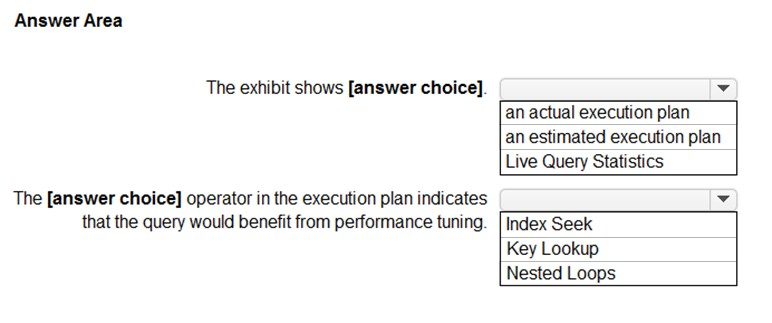 Answer Area
The exhibit shows [answer choice].
an actual execution plan
an estimated execution plan
Live Query Statistics
The [answer choice] operator in the execution plan indicates
that the query would benefit from performance tuning.
Index Seek
Key Lookup
Nested Loops